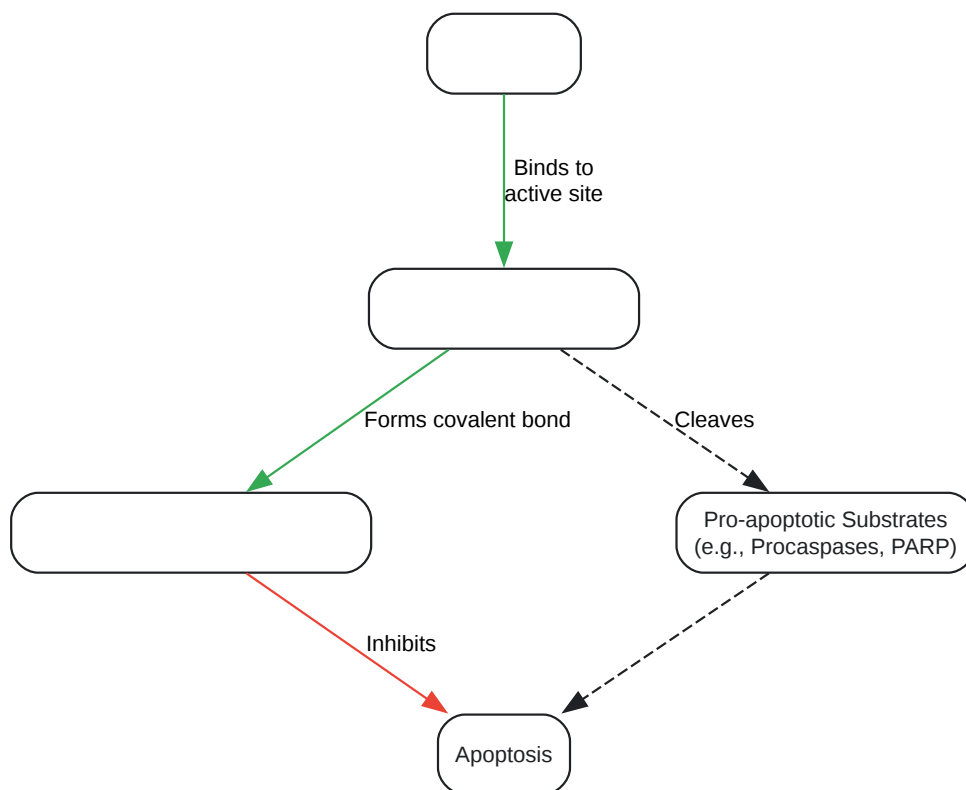 Binds to
active site
Forms covalent bond
Cleaves
Pro-apoptotic Substrates
(e.g., Procaspases, PARP)
Inhibits
Apoptosis